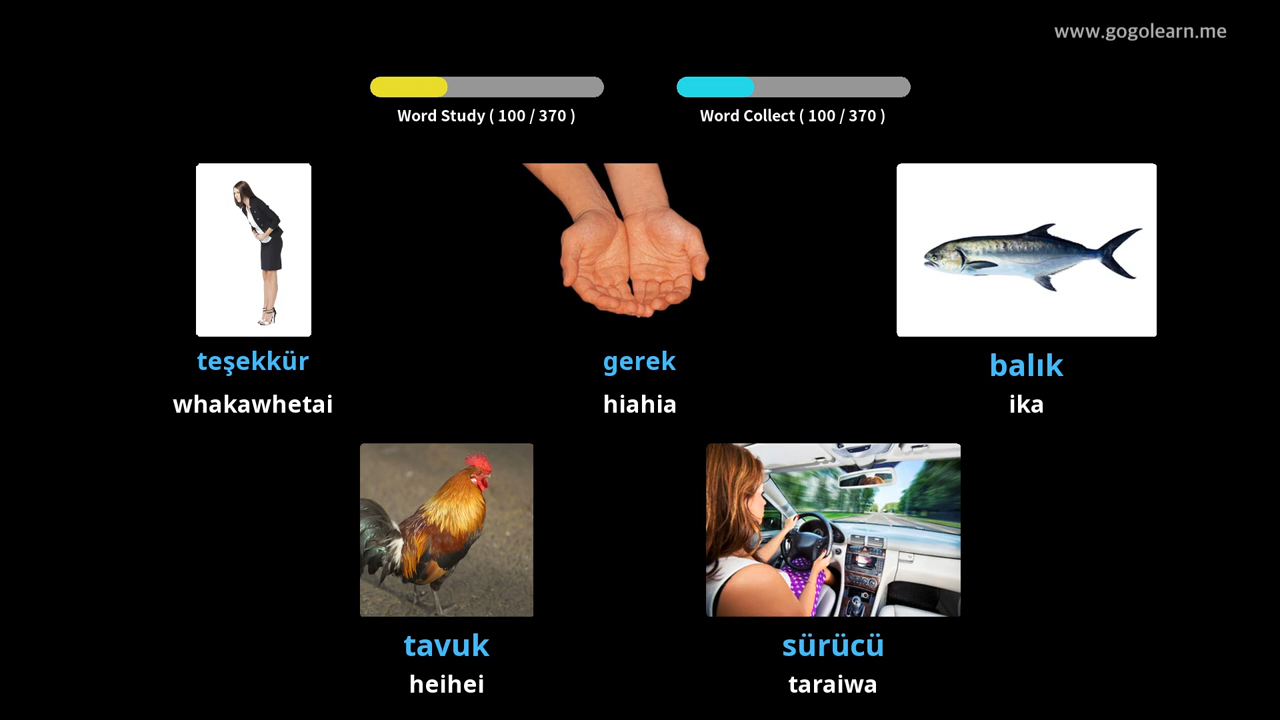 www.gogolearn.me
Word Study ( 100 / 370 )
Word Collect ( 100 / 370 )
teşekkür
whakawhetai
gerek
hiahia
balık
ika
tavuk
heihei
sürücü
taraiwa